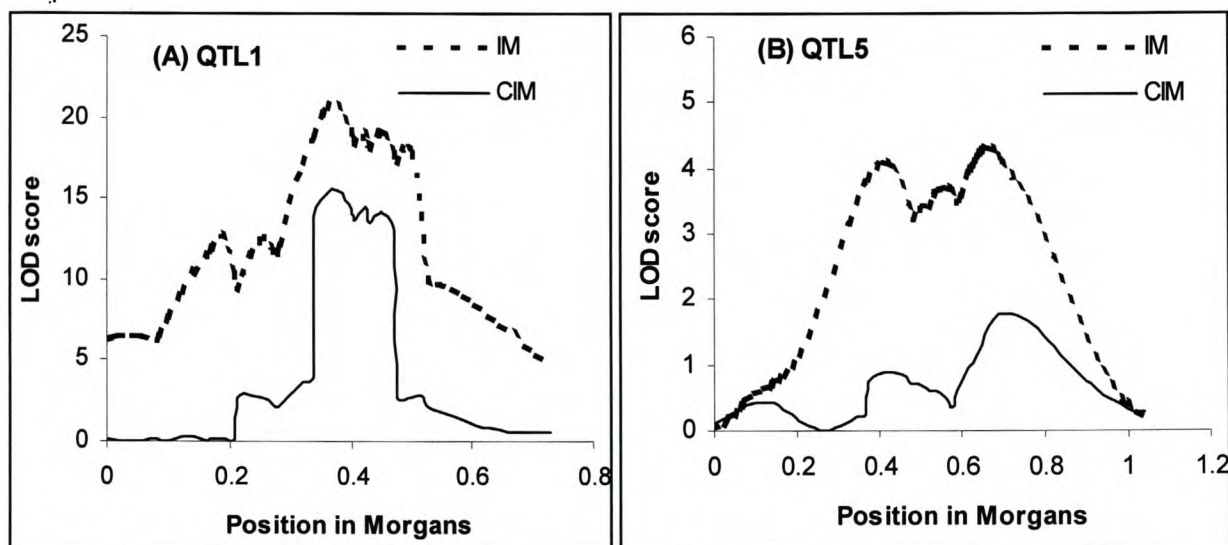 (A) QTL1
IM
CIM
LOD score
25
20
15
10
5
0
0 0.2 0.4 0.6 0.8
Position in Morgans
(B) QTL5
IM
CIM
LOD score
6
5
4
3
2
1
0
0 0.2 0.4 0.6 0.8 1 1.2
Position in Morgans